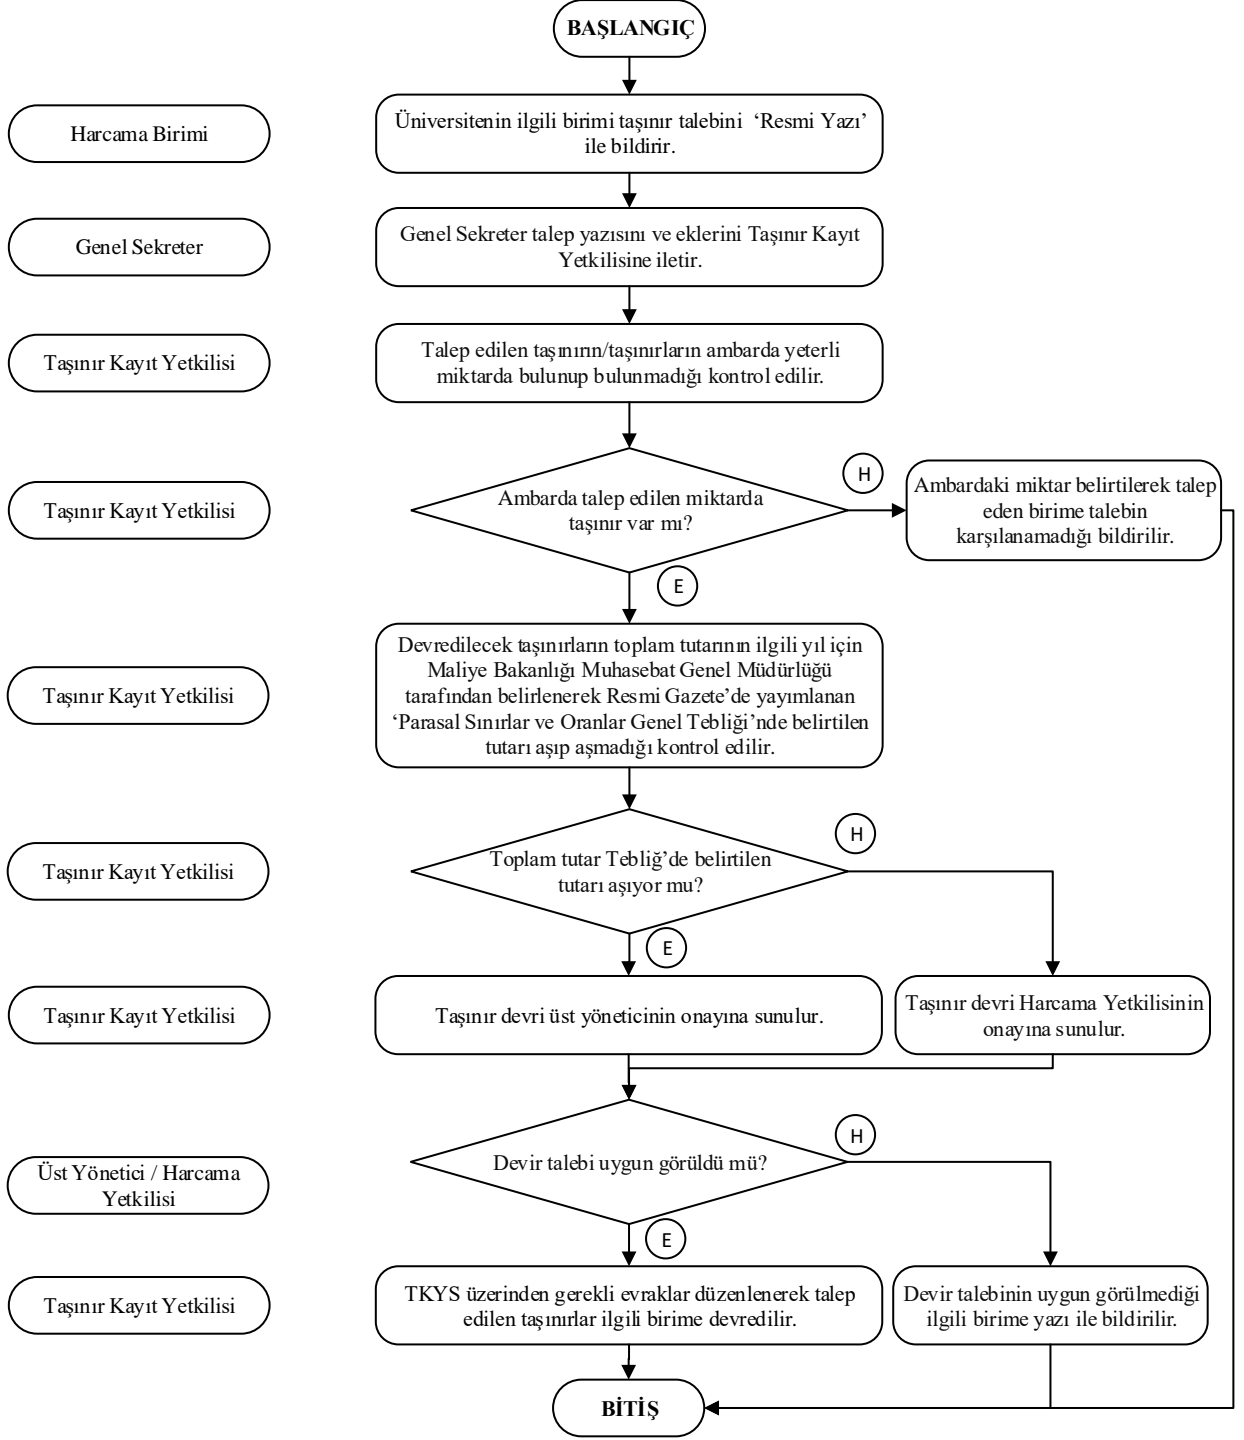 BAŞLANGIÇ
Harcama Birimi
Üniversitenin ilgili birimi taşınır talebini ‘Resmi Yazı’
ile bildirir.
Genel Sekreter
Genel Sekreter talep yazısını ve eklerini Taşınır Kayıt
Yetkilisine iletir.
Taşınır Kayıt Yetkilisi
Talep edilen taşınırın/taşınırların ambarda yeterli
miktarda bulunup bulunmadığı kontrol edilir.
Taşınır Kayıt Yetkilisi
Ambarda talep edilen miktarda
taşınır var mı?
H
Ambardaki miktar belirtilerek talep
eden birime talebin
karşılanamadığı bildirilir.
E
Taşınır Kayıt Yetkilisi
Devredilecek taşınırların toplam tutarının ilgili yıl için
Maliye Bakanlığı Muhasebat Genel Müdürlüğü
tarafından belirlenerek Resmi Gazete’de yayımlanan
‘Parasal Sınırlar ve Oranlar Genel Tebliği’nde belirtilen
tutarı aşıp aşmadığı kontrol edilir.
Taşınır Kayıt Yetkilisi
Toplam tutar Tebliğ’de belirtilen
tutarı aşıyor mu?
H
E
Taşınır Kayıt Yetkilisi
Taşınır devri üst yöneticinin onayına sunulur.
Taşınır devri Harcama Yetkilisinin
onayına sunulur.
Üst Yönetici / Harcama
Yetkilisi
Devir talebi uygun görüldü mü?
H
E
Taşınır Kayıt Yetkilisi
TKYS üzerinden gerekli evraklar düzenlenerek talep
edilen taşınırlar ilgili birime devredilir.
Devir talebinin uygun görülmediği
ilgili birime yazı ile bildirilir.
BİTİŞ